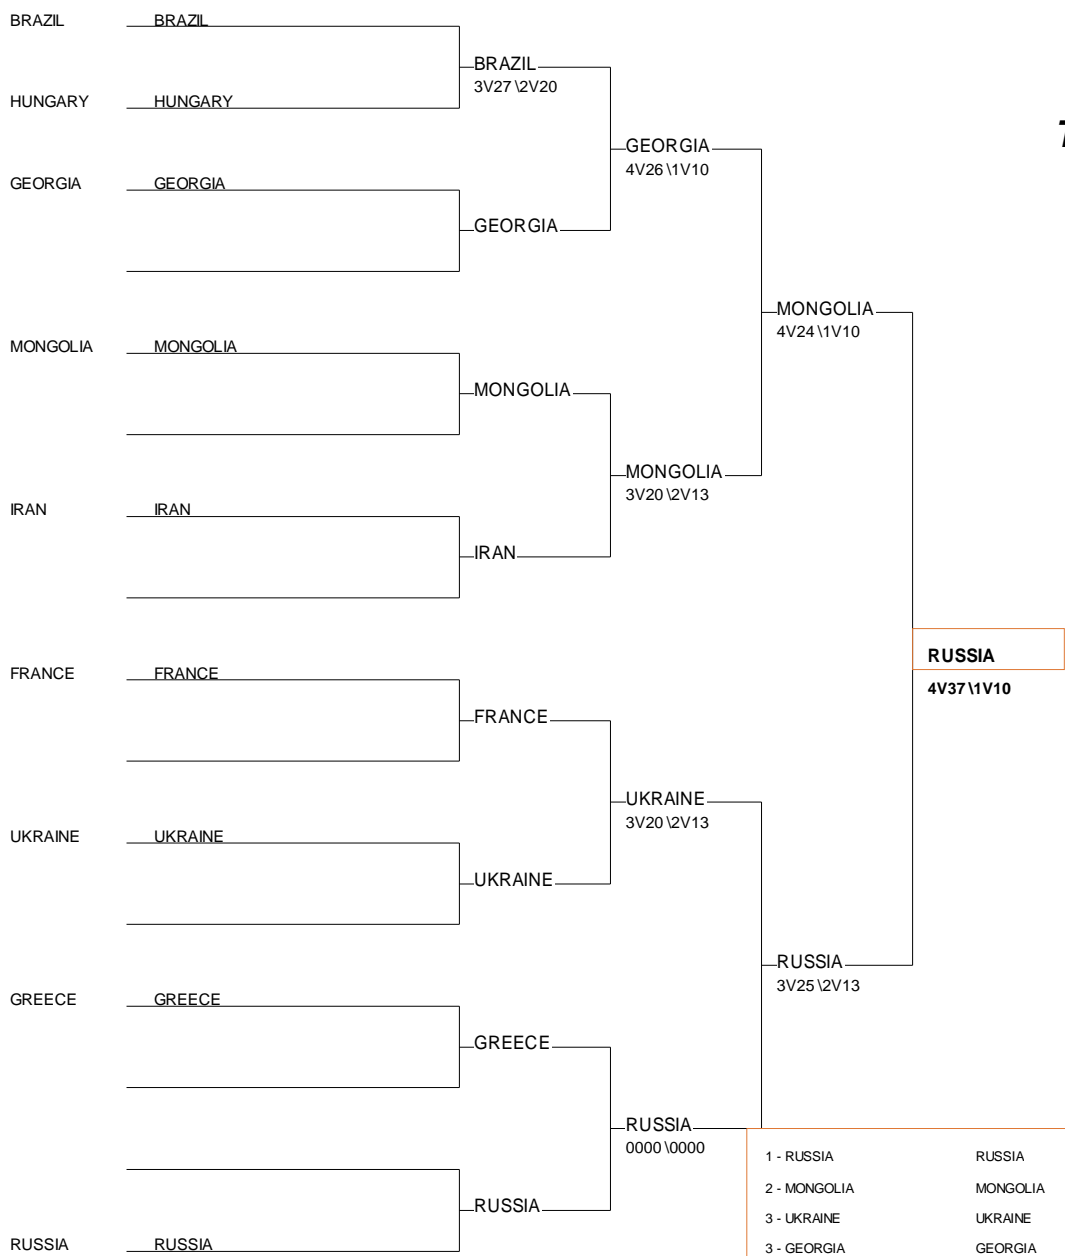 BRAZIL BRAZIL
BRAZIL
3V27 \2V20
HUNGARY HUNGARY
GEORGIA
4V26 \1V10
GEORGIA GEORGIA
GEORGIA
MONGOLIA
4V24 \1V10
MONGOLIA MONGOLIA
MONGOLIA
MONGOLIA
3V20 \2V13
IRAN IRAN
IRAN
RUSSIA
4V37 \1V10
FRANCE FRANCE
FRANCE
UKRAINE
3V20 \2V13
UKRAINE UKRAINE
UKRAINE
RUSSIA
3V25 \2V13
GREECE GREECE
GREECE
RUSSIA
0000 \0000
1 - RUSSIA RUSSIA
2 - MONGOLIA MONGOLIA
RUSSIA
3 - UKRAINE UKRAINE
RUSSIA RUSSIA
3 - GEORGIA GEORGIA